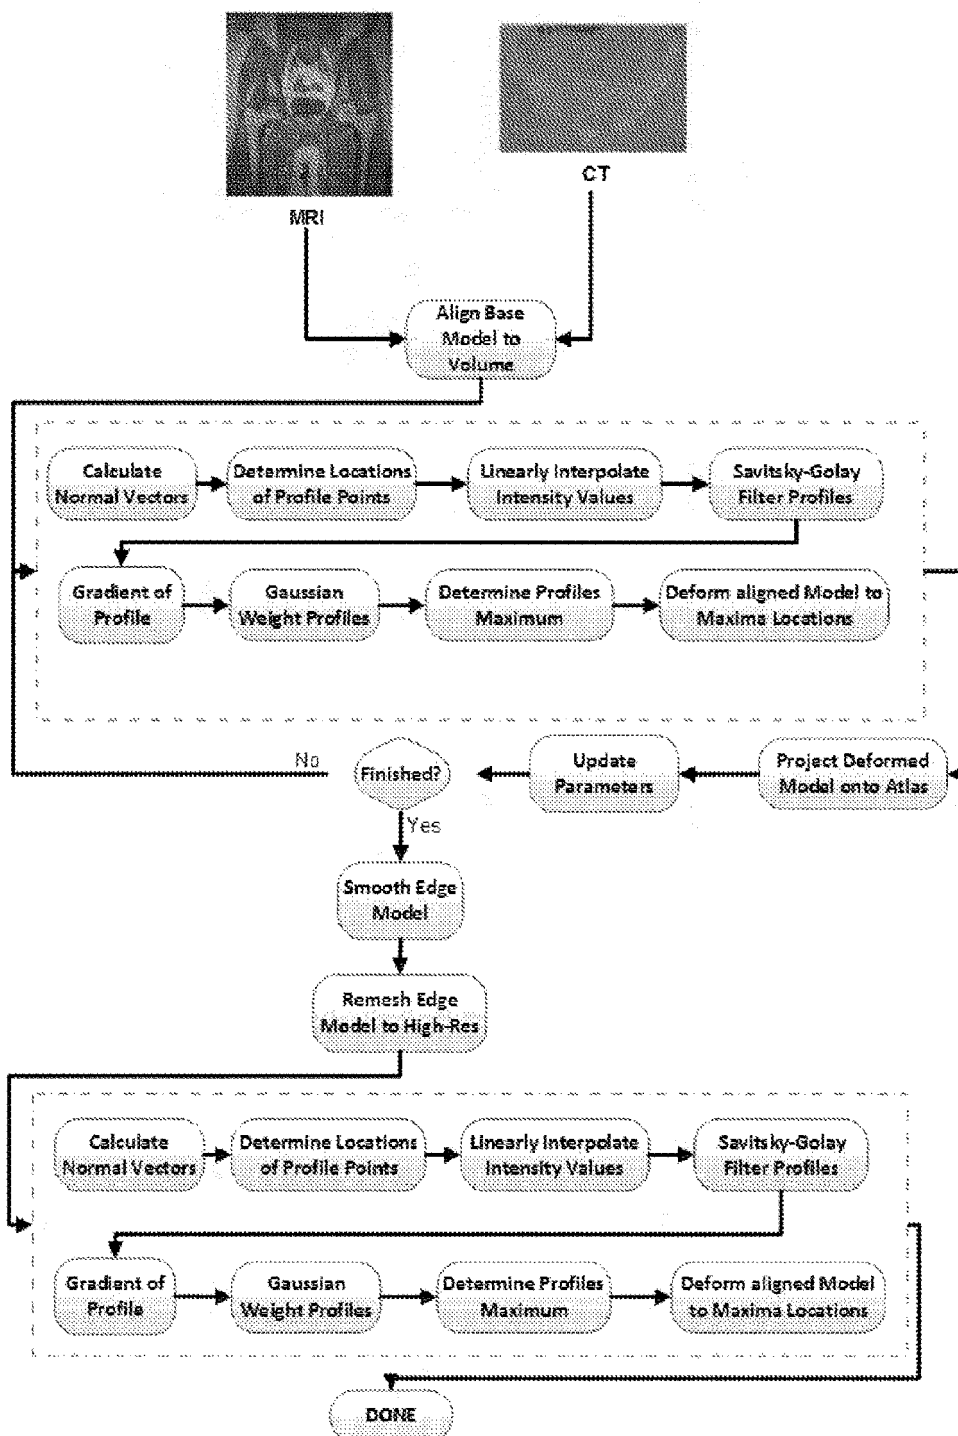 MRI
CT
Align Base
Model to
Volume
Calculate
Normal Vectors
Determine Locations
of Profile Points
Linearly Interpolate
Intensity Values
Savitsky-Golay
Filter Profiles
Gradient of
Profile
Gaussian
Weight Profiles
Determine Profiles
Maximum
Deform aligned Model to
Maxima Locations
No
Finished?
Update
Parameters
Project Deformed
Model onto Atlas
Yes
Smooth Edge
Model
Remesh Edge
Model to High-Res
Calculate
Normal Vectors
Determine Locations
of Profile Points
Linearly Interpolate
Intensity Values
Savitsky-Golay
Filter Profiles
Gradient of
Profile
Gaussian
Weight Profiles
Determine Profiles
Maximum
Deform aligned Model
to Maxima Locations
DONE